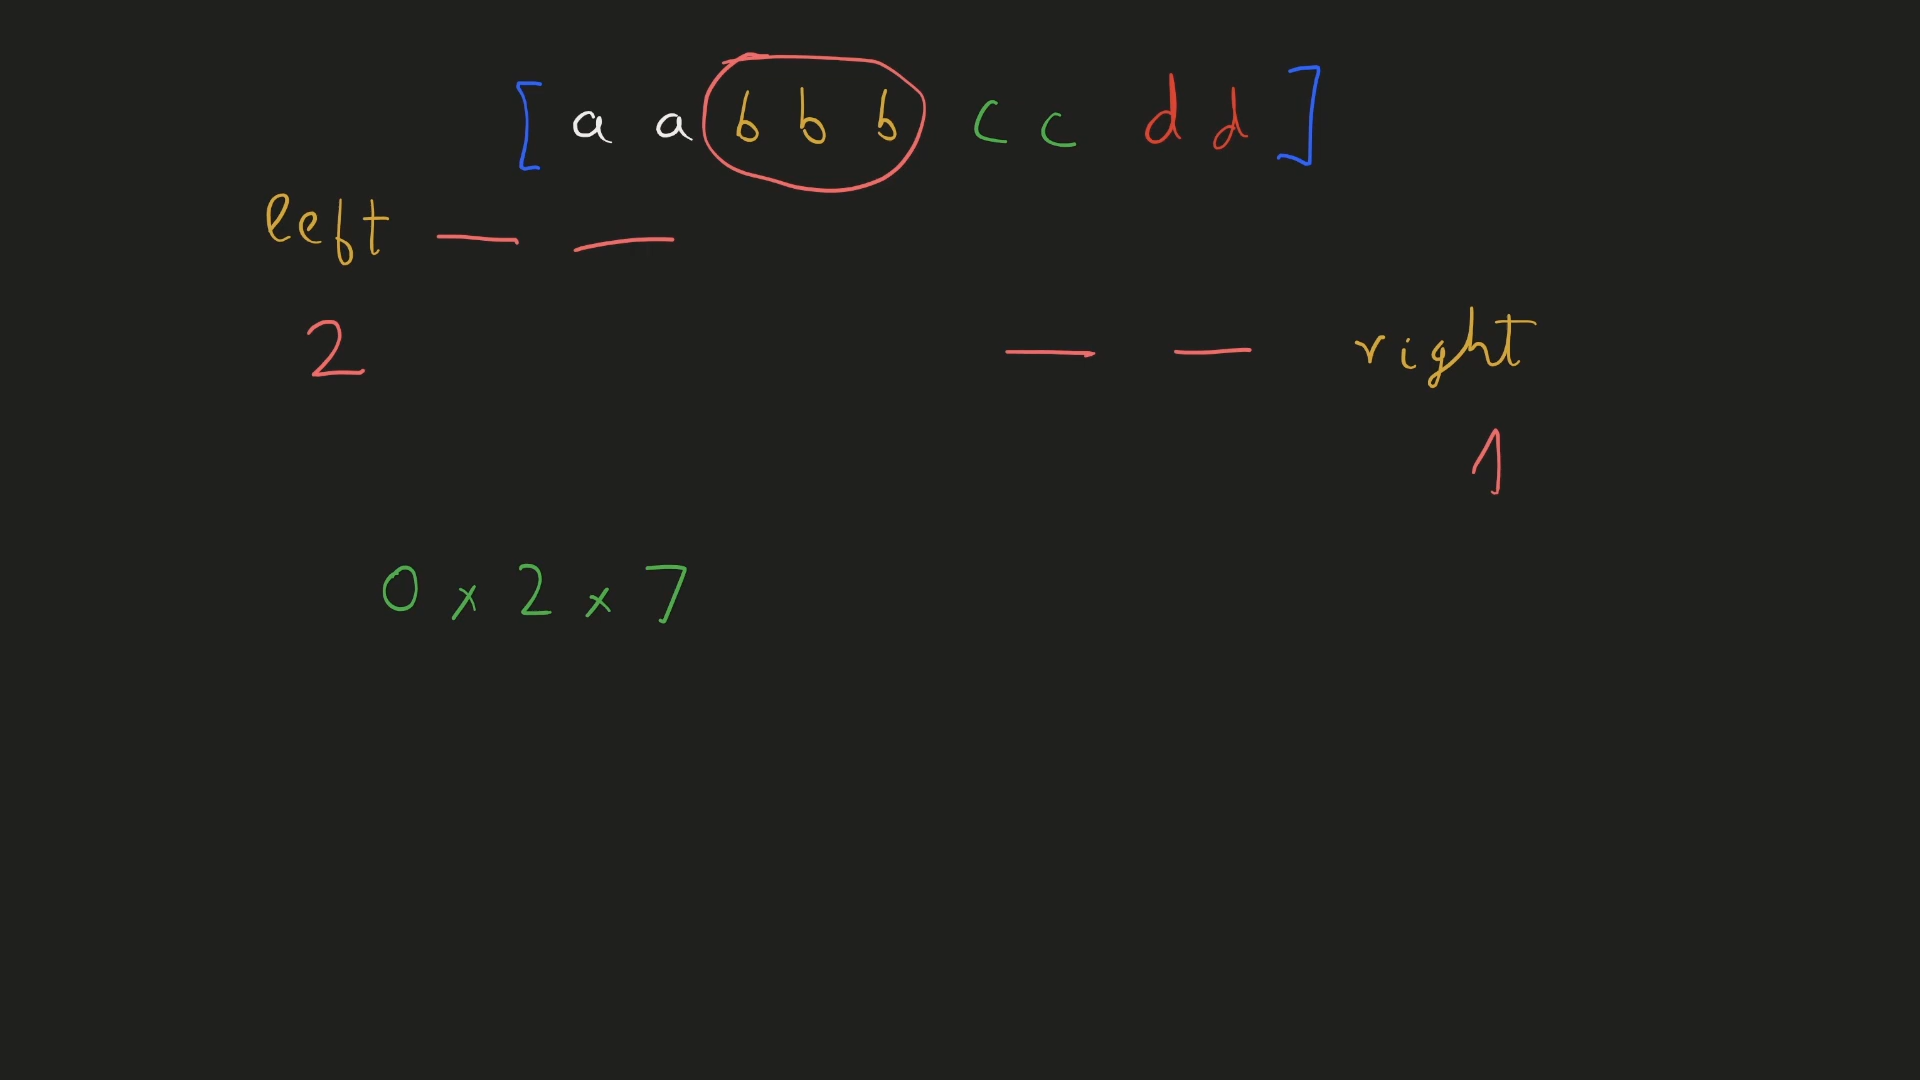 [ a a b b b c c d d ]
left — —
2 — — right
1
0 x 2 x 7